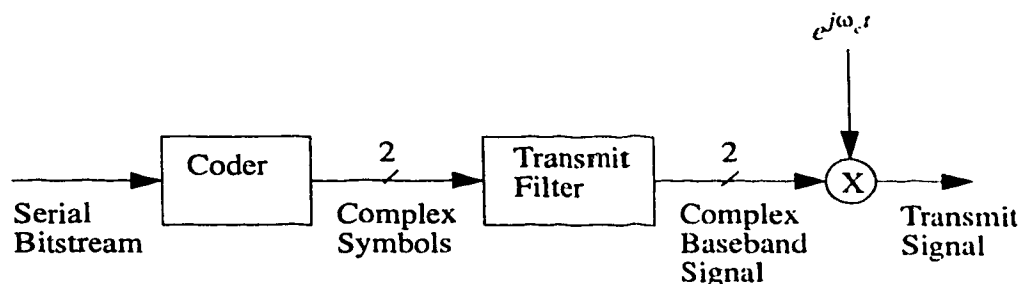 e^{jω_c t}
Coder
2
Transmit
Filter
2
X
Serial
Bitstream
Complex
Symbols
Complex
Baseband
Signal
Transmit
Signal